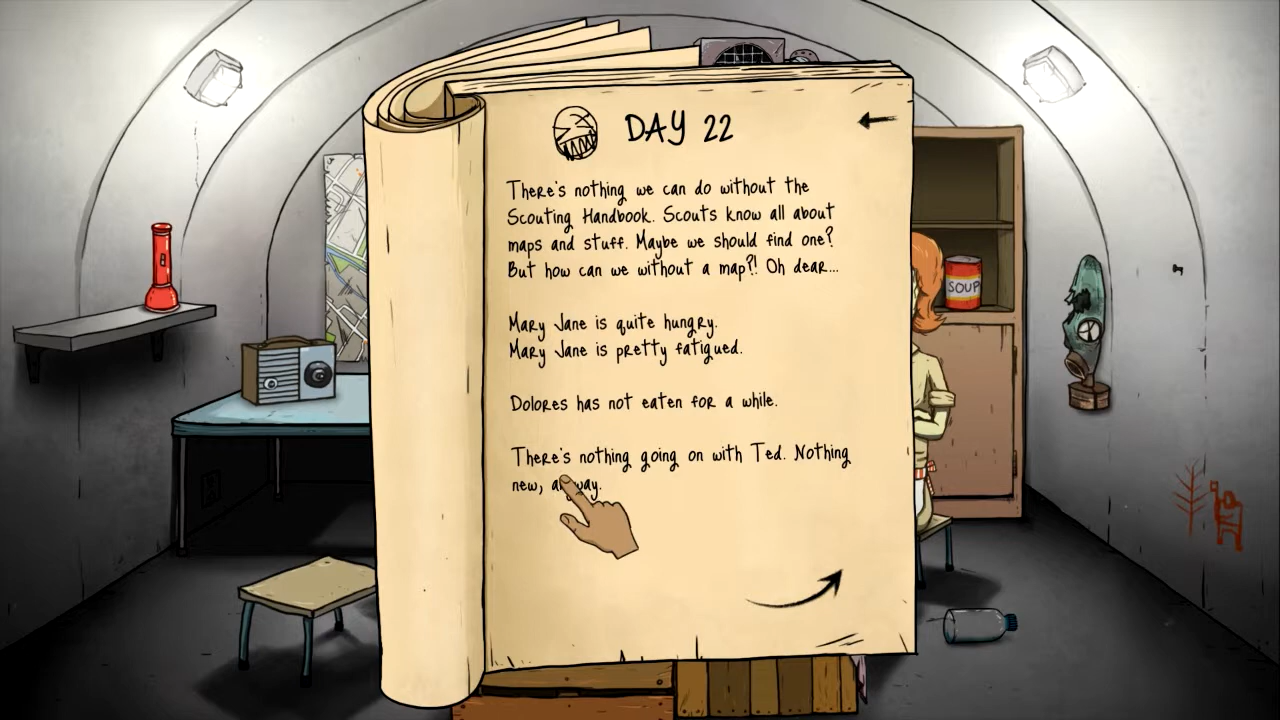 DAY 22
There's nothing we can do without the
Scouting Handbook. Scouts know all about
maps and stuff. Maybe we should find one?
But how can we without a map?! Oh dear...
Mary Jane is quite hungry.
Mary Jane is pretty fatigued.
Dolores has not eaten for a while.
There's nothing going on with Ted. Nothing
new, anyway.
SOUP